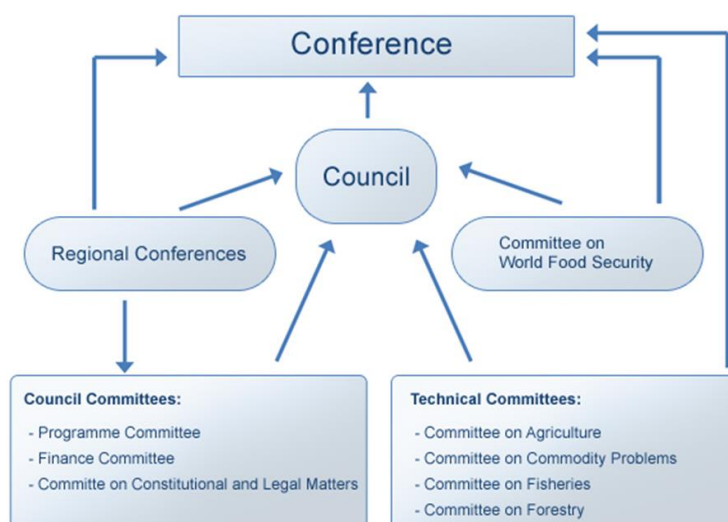 Conference
Council
Regional Conferences
Committee on
World Food Security
Council Committees:
- Programme Committee
- Finance Committee
- Committe on Constitutional and Legal Matters
Technical Committees:
- Committee on Agriculture
- Committee on Commodity Problems
- Committee on Fisheries
- Committee on Forestry